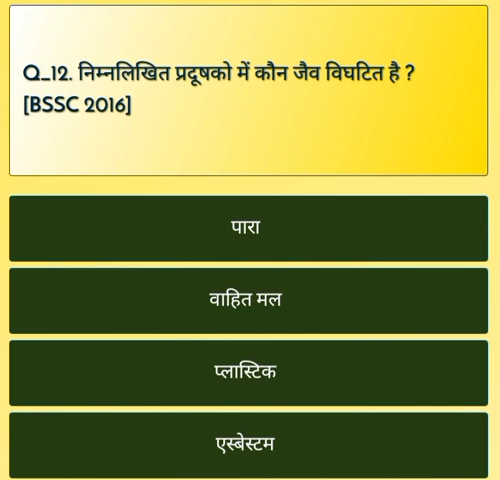 Q_12. निम्नलिखित प्रदूषको में कौन जैव विघटित है ?
[BSSC 2016]
पारा
वाहित मल
प्लास्टिक
एस्बेस्टम